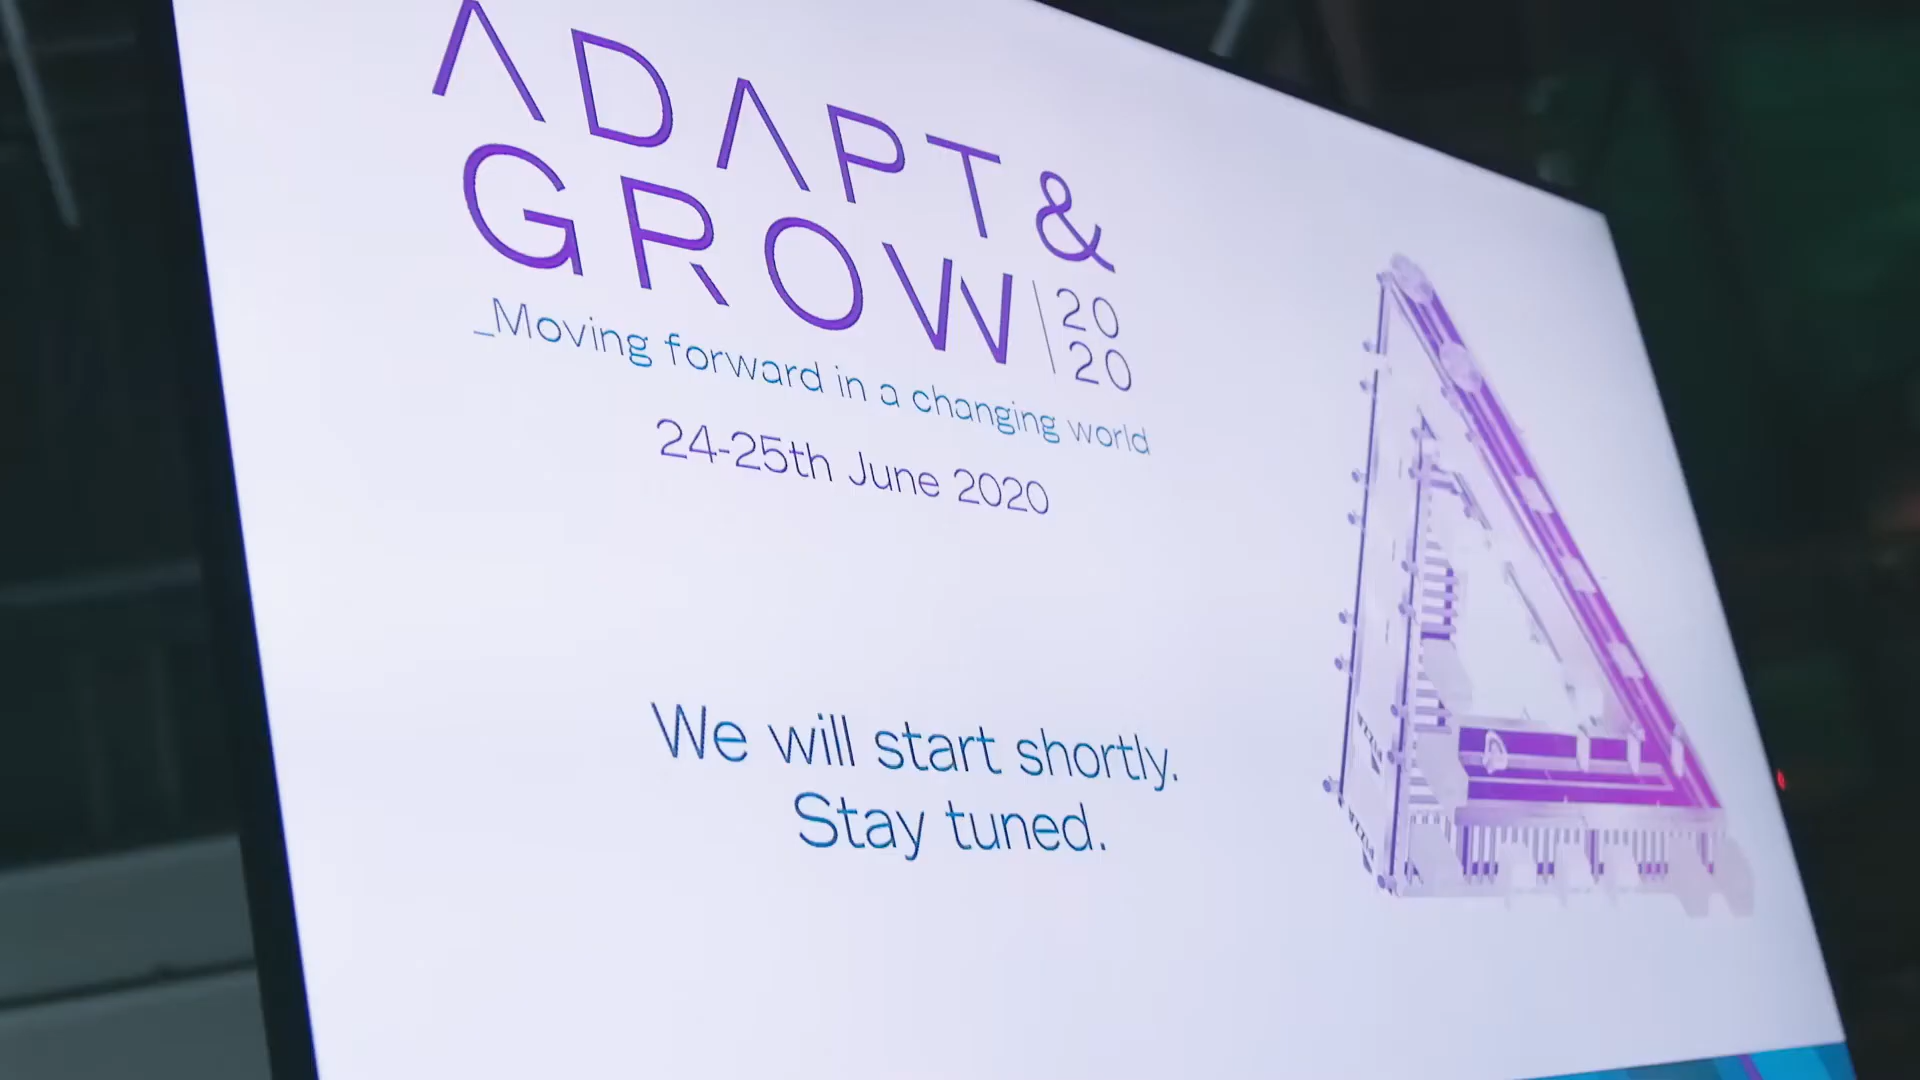 ADAPT &
GROW | 20
20
_Moving forward in a changing world
24-25th June 2020
We will start shortly.
Stay tuned.